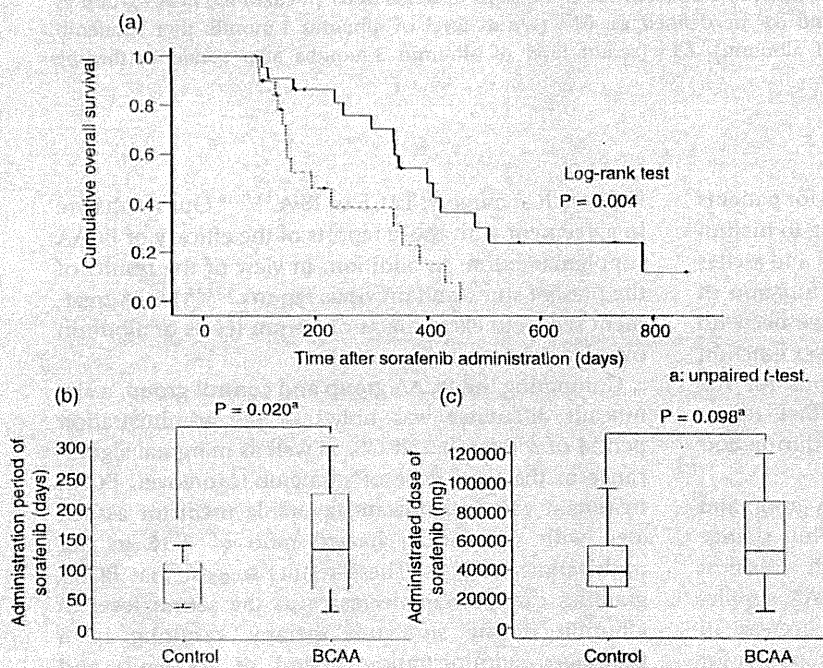 (a)
Cumulative overall survival
1.0
0.8
0.6
0.4
0.2
0.0
Log-rank test
P = 0.004
0
200
400
600
800
Time after sorafenib administration (days)
a: unpaired t-test.
(b)
P = 0.020a
Administration period of
sorafenib (days)
300
250
200
150
100
50
0
Control
BCAA
(c)
P = 0.098a
Administrated dose of
sorafenib (mg)
120000
100000
80000
60000
40000
20000
0
Control
BCAA